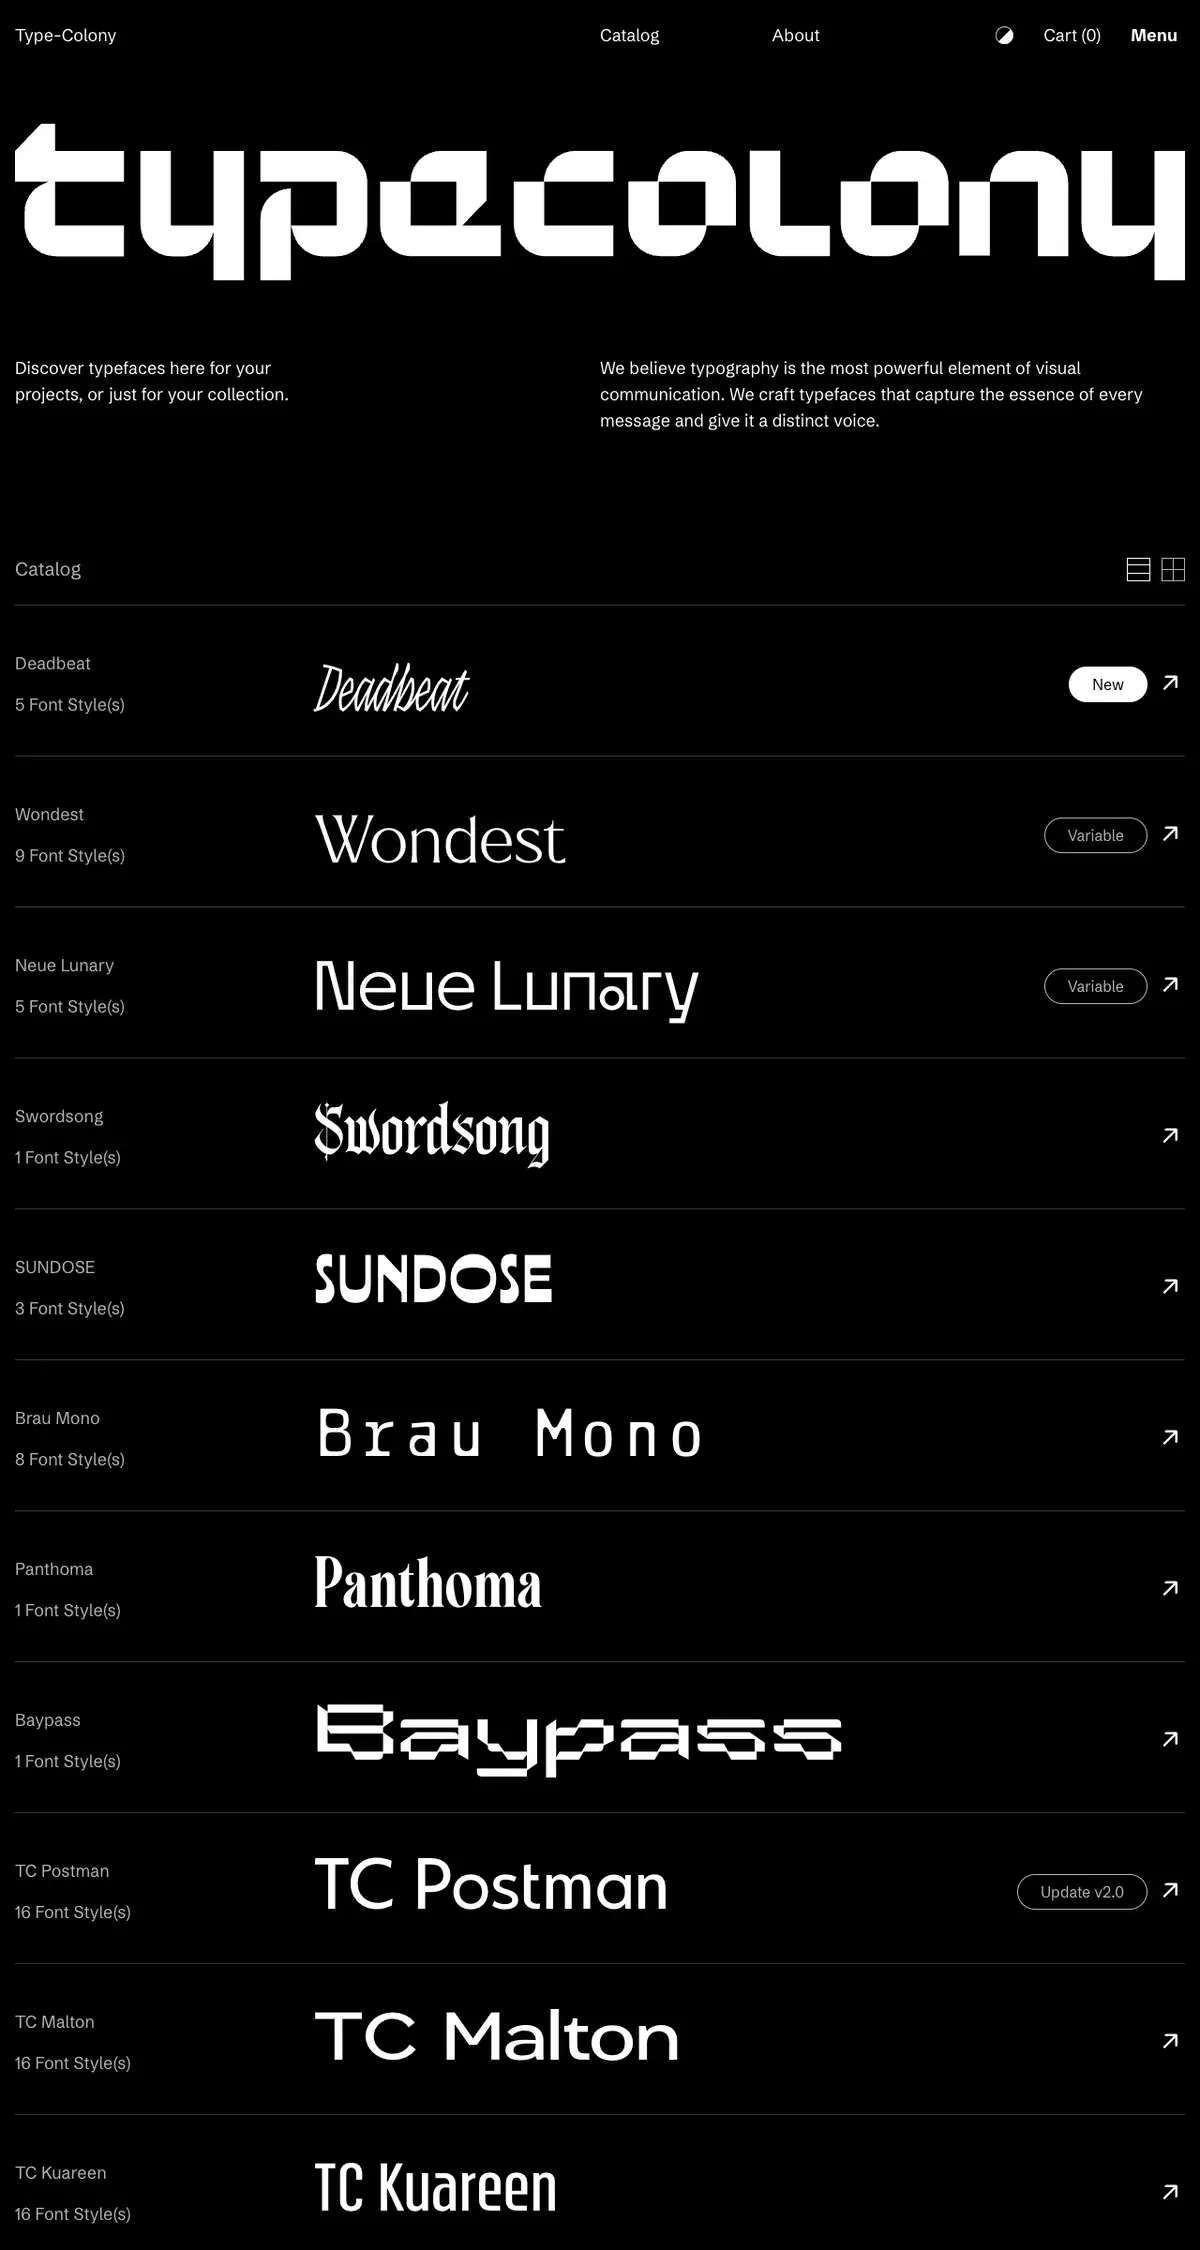 Type-Colony
Catalog
About
Cart (0)
Menu
typecolony
Discover typefaces here for your
projects, or just for your collection.
We believe typography is the most powerful element of visual
communication. We craft typefaces that capture the essence of every
message and give it a distinct voice.
Catalog
Deadbeat
5 Font Style(s)
Deadbeat
New
Wondest
9 Font Style(s)
Wondest
Variable
Neue Lunary
5 Font Style(s)
Neue Lunary
Variable
Swordsong
1 Font Style(s)
Swordsong
SUNDOSE
3 Font Style(s)
SUNDOSE
Brau Mono
8 Font Style(s)
Brau Mono
Panthoma
1 Font Style(s)
Panthoma
Baypass
1 Font Style(s)
Baypass
TC Postman
16 Font Style(s)
TC Postman
Update v2.0
TC Malton
16 Font Style(s)
TC Malton
TC Kuareen
16 Font Style(s)
TC Kuareen